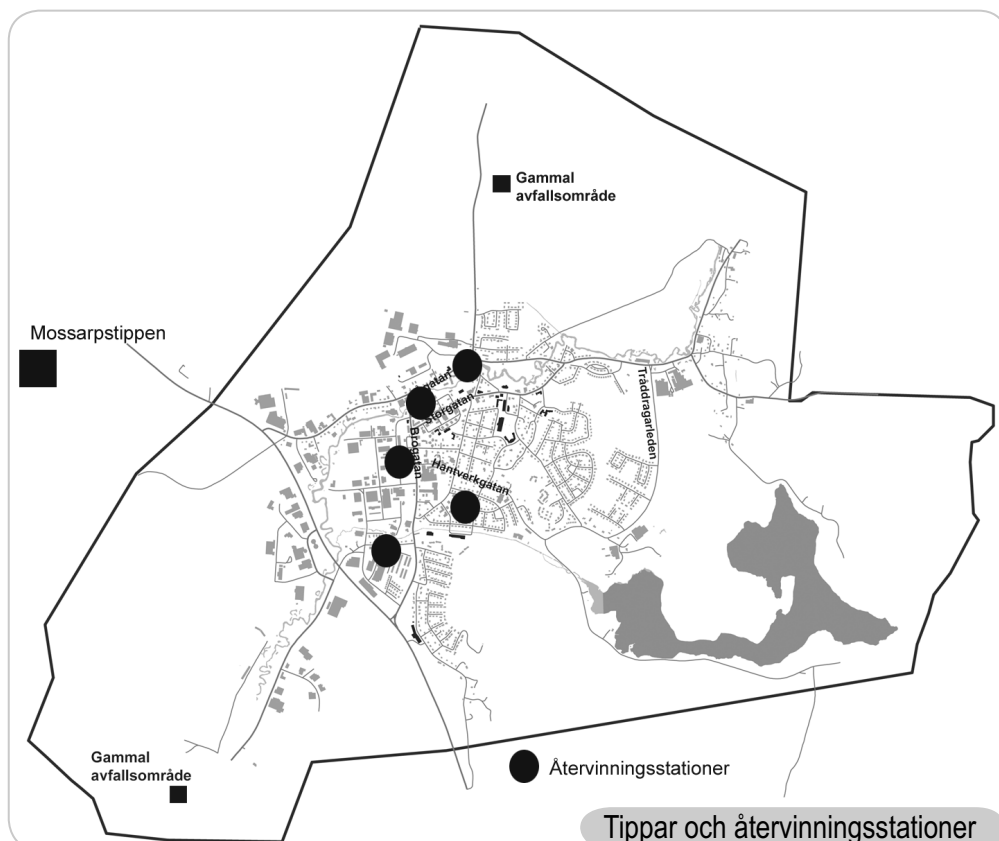 Gammal
avfallsområde
Mossarpstippen
Storgatan
Brogatan
Hantverkgatan
Tråddragarleden
Gammal
avfallsområde
Återvinningsstationer
Tippar och återvinningsstationer